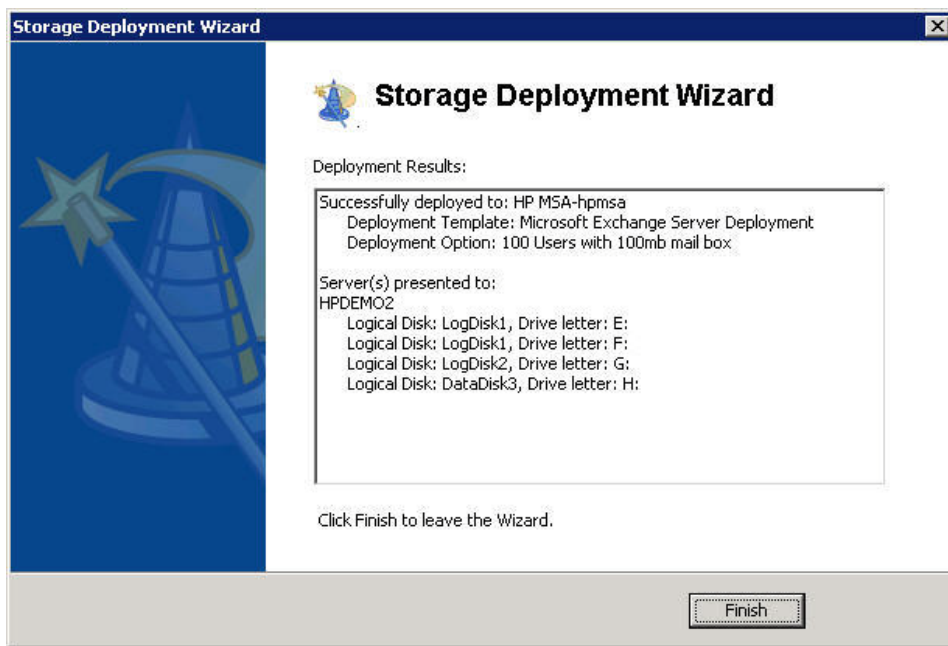 Storage Deployment Wizard
Storage Deployment Wizard
Deployment Results:
Successfully deployed to: HP MSA-hpmsa
Deployment Template: Microsoft Exchange Server Deployment
Deployment Option: 100 Users with 100mb mail box
Server(s) presented to:
HPDEMO2
Logical Disk: LogDisk1, Drive letter: E:
Logical Disk: LogDisk1, Drive letter: F:
Logical Disk: LogDisk2, Drive letter: G:
Logical Disk: DataDisk3, Drive letter: H:
Click Finish to leave the Wizard.
Finish